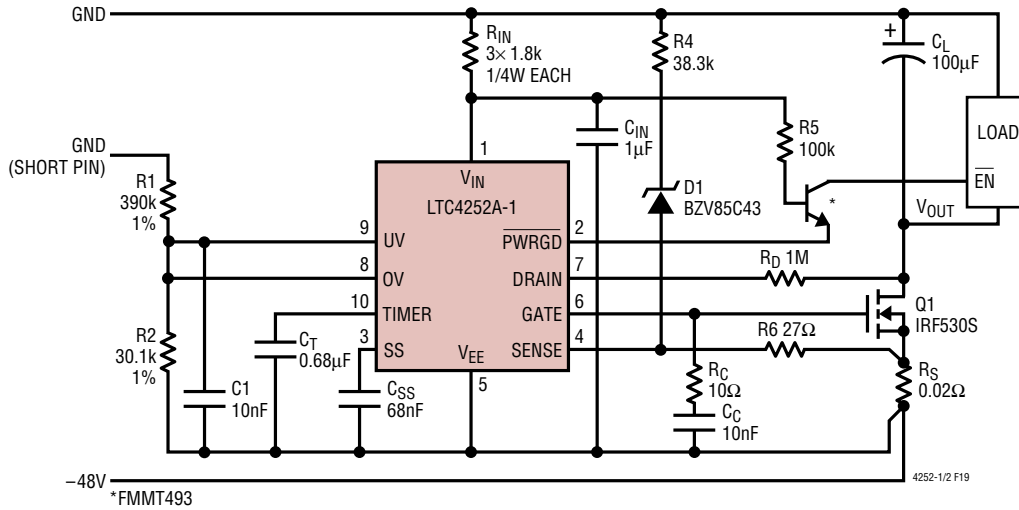 GND
RIN
3× 1.8k
1/4W EACH
R4
38.3k
+
CL
100µF
GND
(SHORT PIN)
R1
390k
1%
1
VIN
LTC4252A-1
CIN
1µF
R5
100k
LOAD
EN
D1
BZV85C43
*
VOUT
9
UV
2
PWRGD
8
OV
7
DRAIN
RD 1M
10
TIMER
6
GATE
Q1
IRF530S
R2
30.1k
1%
CT
0.68µF
3
SS
VEE
4
SENSE
R6 27Ω
5
C1
10nF
CSS
68nF
RC
10Ω
CC
10nF
RS
0.02Ω
–48V
*FMMT493
4252-1/2 F19